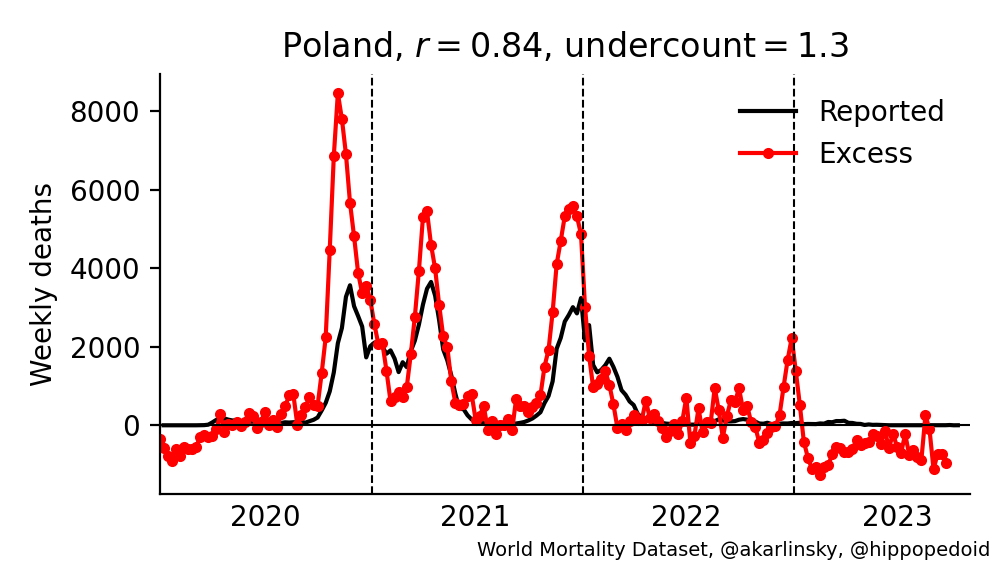 Poland, r = 0.84, undercount = 1.3
Reported
Excess
Weekly deaths
8000
6000
4000
2000
0
2020 2021 2022 2023
World Mortality Dataset, @akarlinsky, @hippopedoid